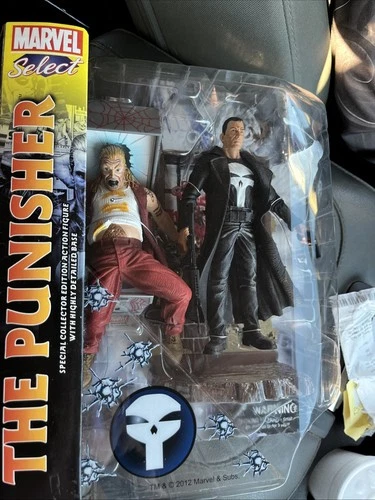 MARVEL
Select
THE PUNISHER
SPECIAL COLLECTOR EDITION ACTION FIGURE
WITH HIGHLY DETAILED BASE
WARNING
TM & © 2012 Marvel & Subs.